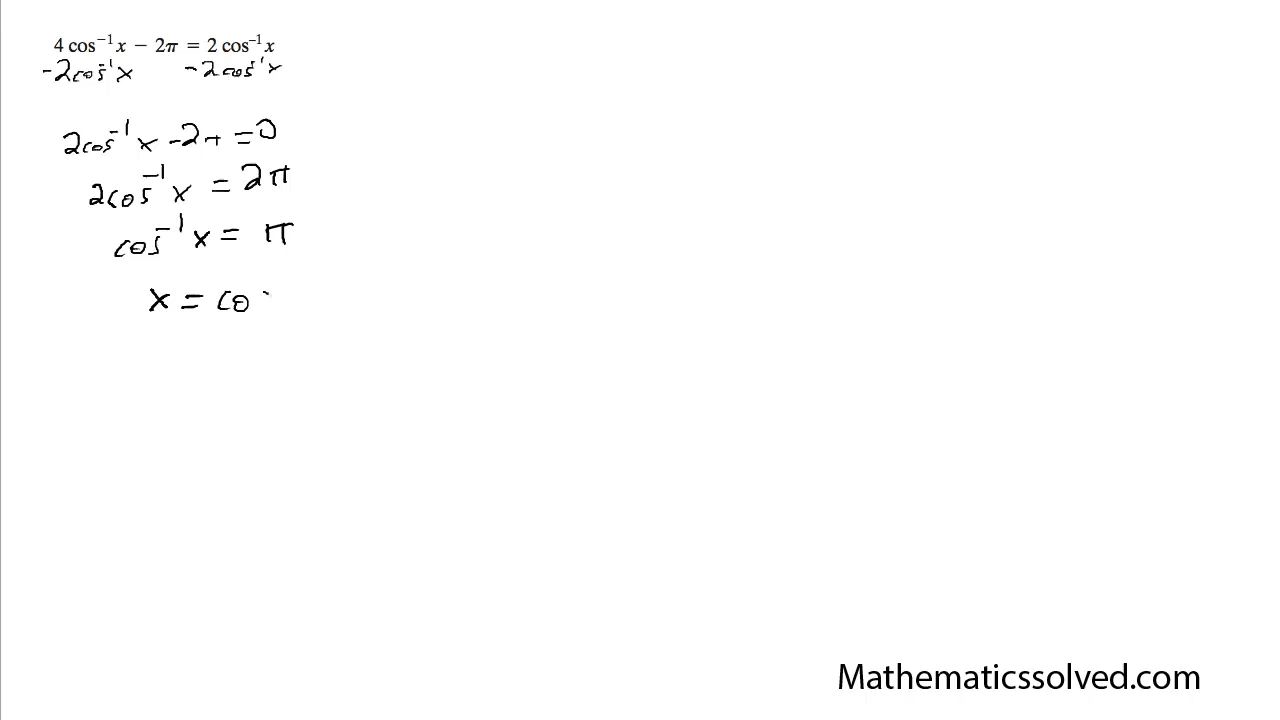 4 cos⁻¹x − 2π = 2 cos⁻¹x
-2cos⁻¹x -2cos⁻¹x
2cos⁻¹x -2π =0
2cos⁻¹x = 2π
cos⁻¹x = π
x = co
Mathematicssolved.com